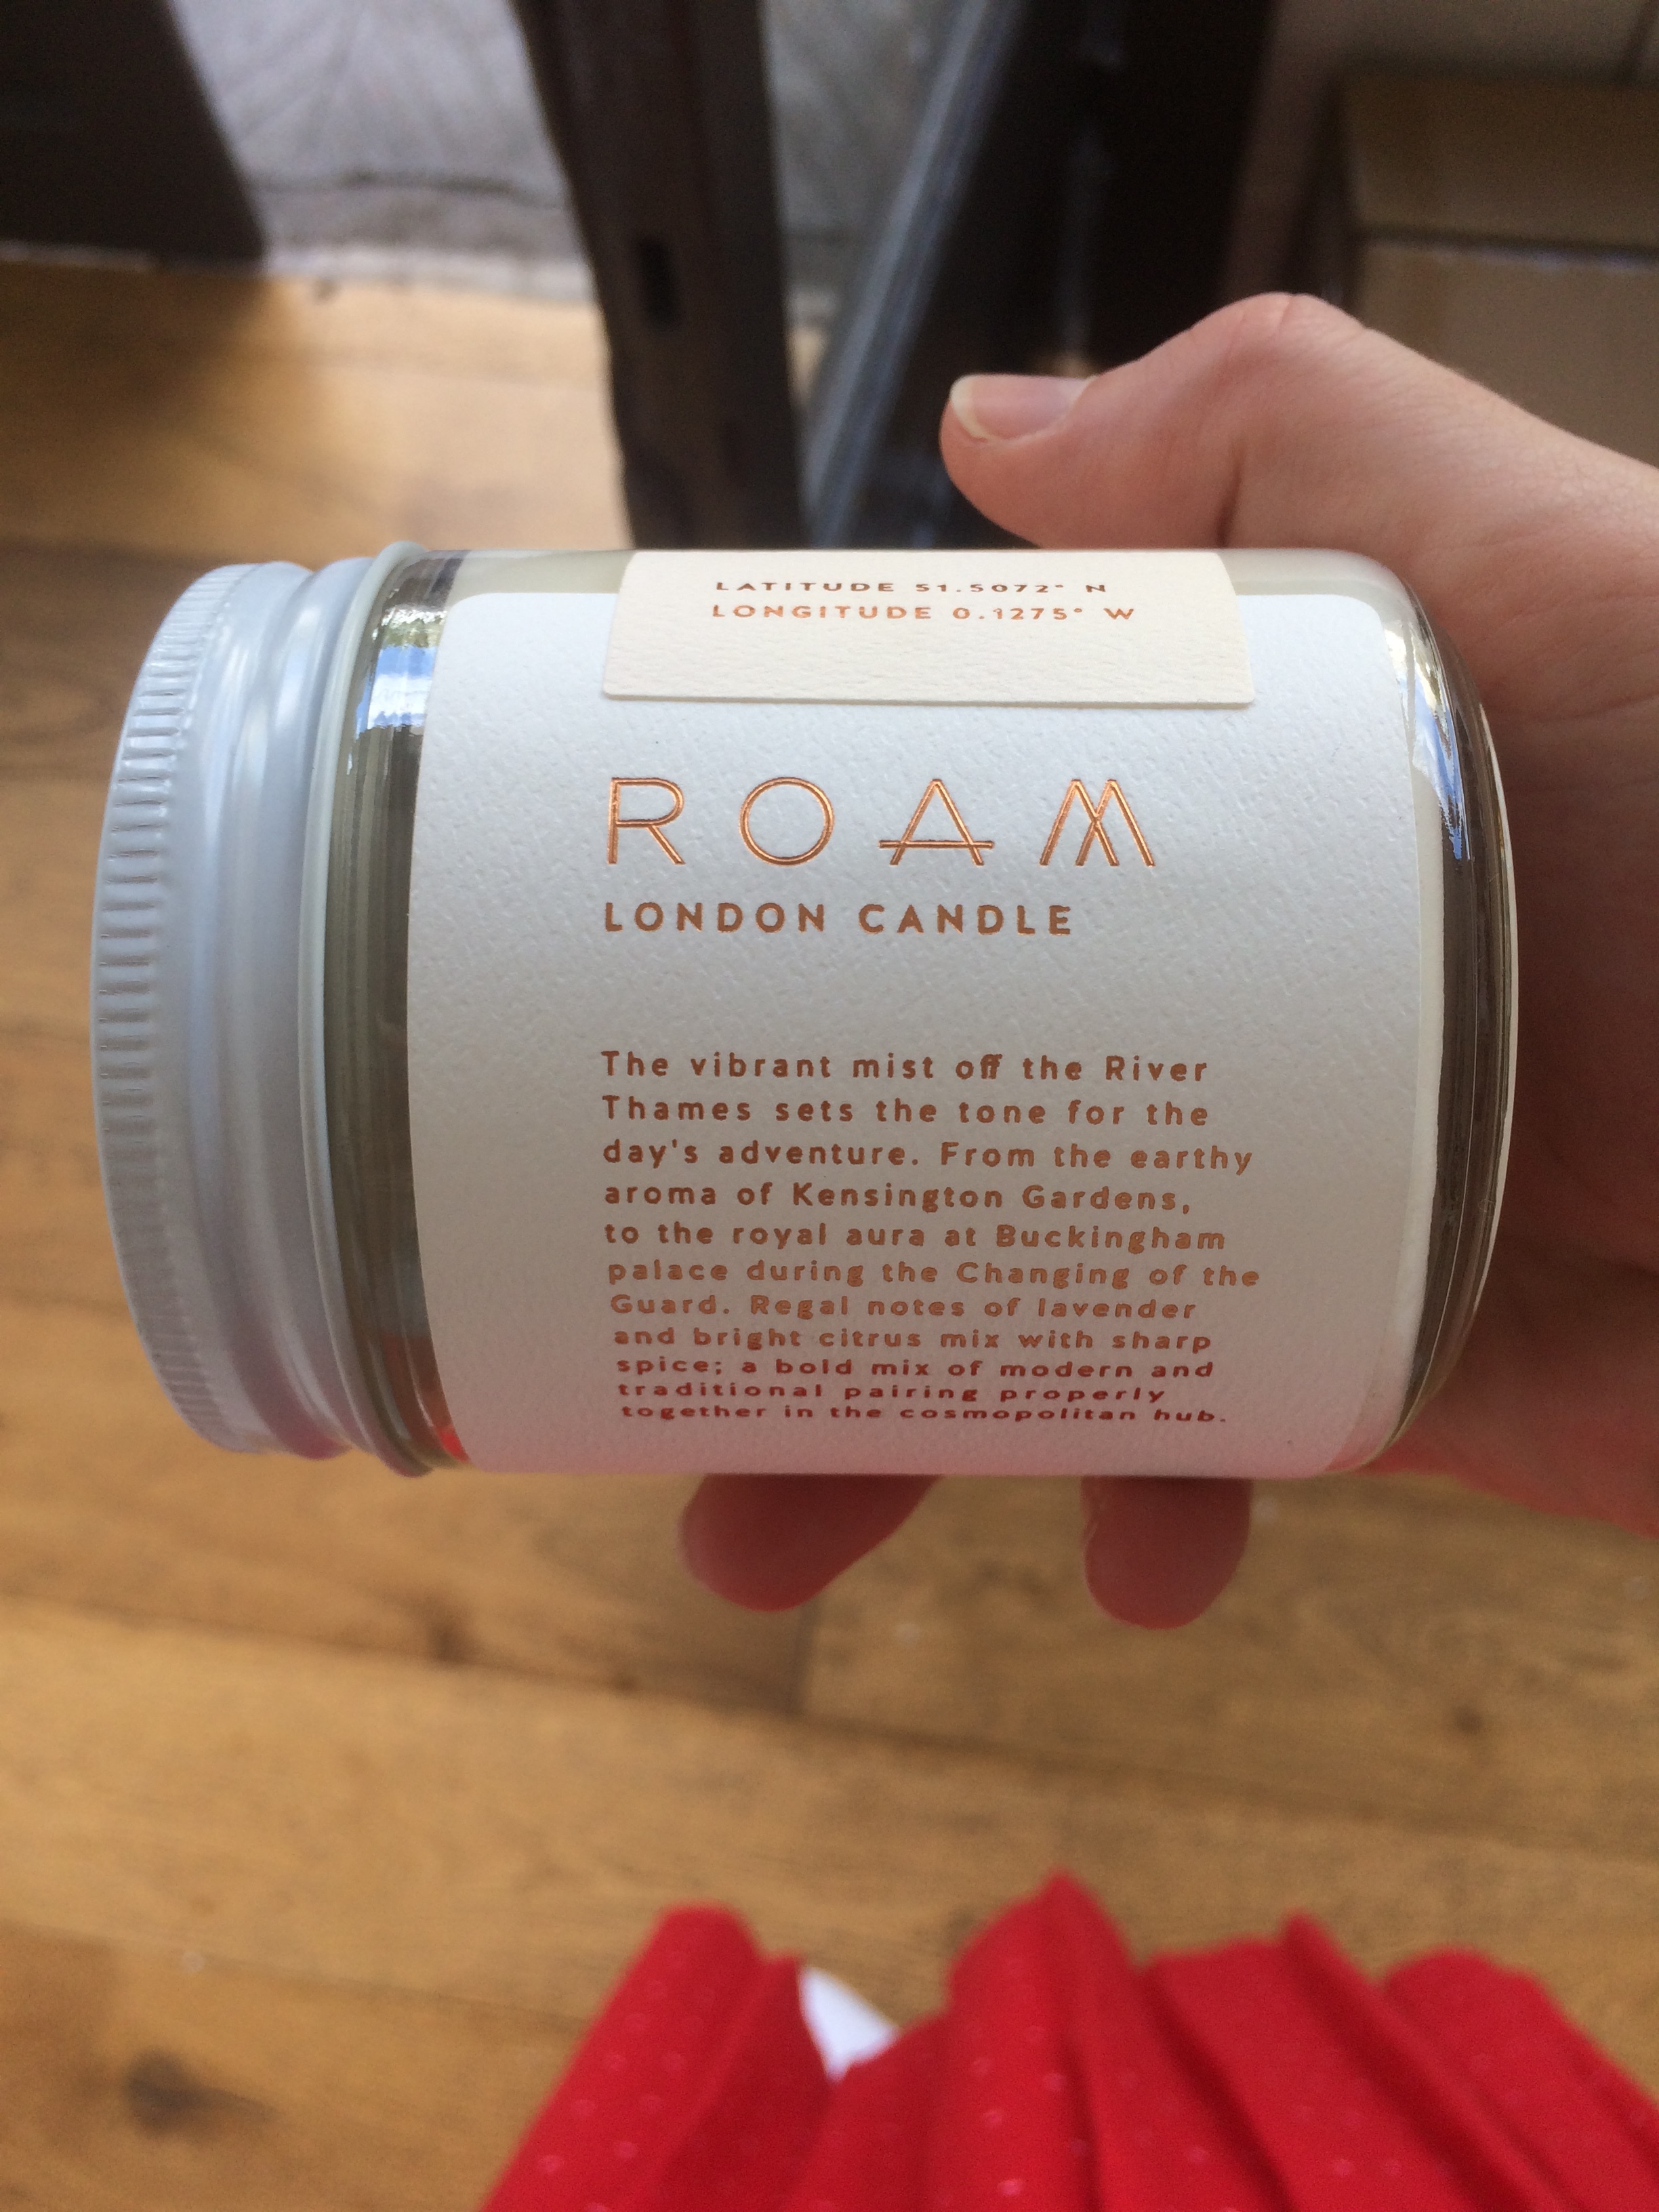 LATITUDE 51.5072° N
LONGITUDE 0.1275° W
ROAM
LONDON CANDLE
The vibrant mist off the River
Thames sets the tone for the
day's adventure. From the earthy
aroma of Kensington Gardens,
to the royal aura at Buckingham
palace during the Changing of the
Guard. Regal notes of lavender
and bright citrus mix with sharp
spice; a bold mix of modern and
traditional pairing properly
together in the cosmopolitan hub.